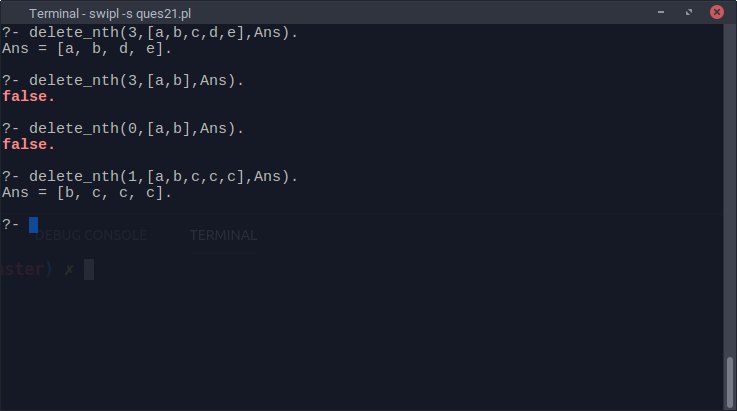 Terminal - swipl -s ques21.pl
?- delete_nth(3,[a,b,c,d,e],Ans).
Ans = [a, b, d, e].
?- delete_nth(3,[a,b],Ans).
false.
?- delete_nth(0,[a,b],Ans).
false.
?- delete_nth(1,[a,b,c,c,c],Ans).
Ans = [b, c, c, c].
?-
DEBUG CONSOLE TERMINAL
aster) ✗